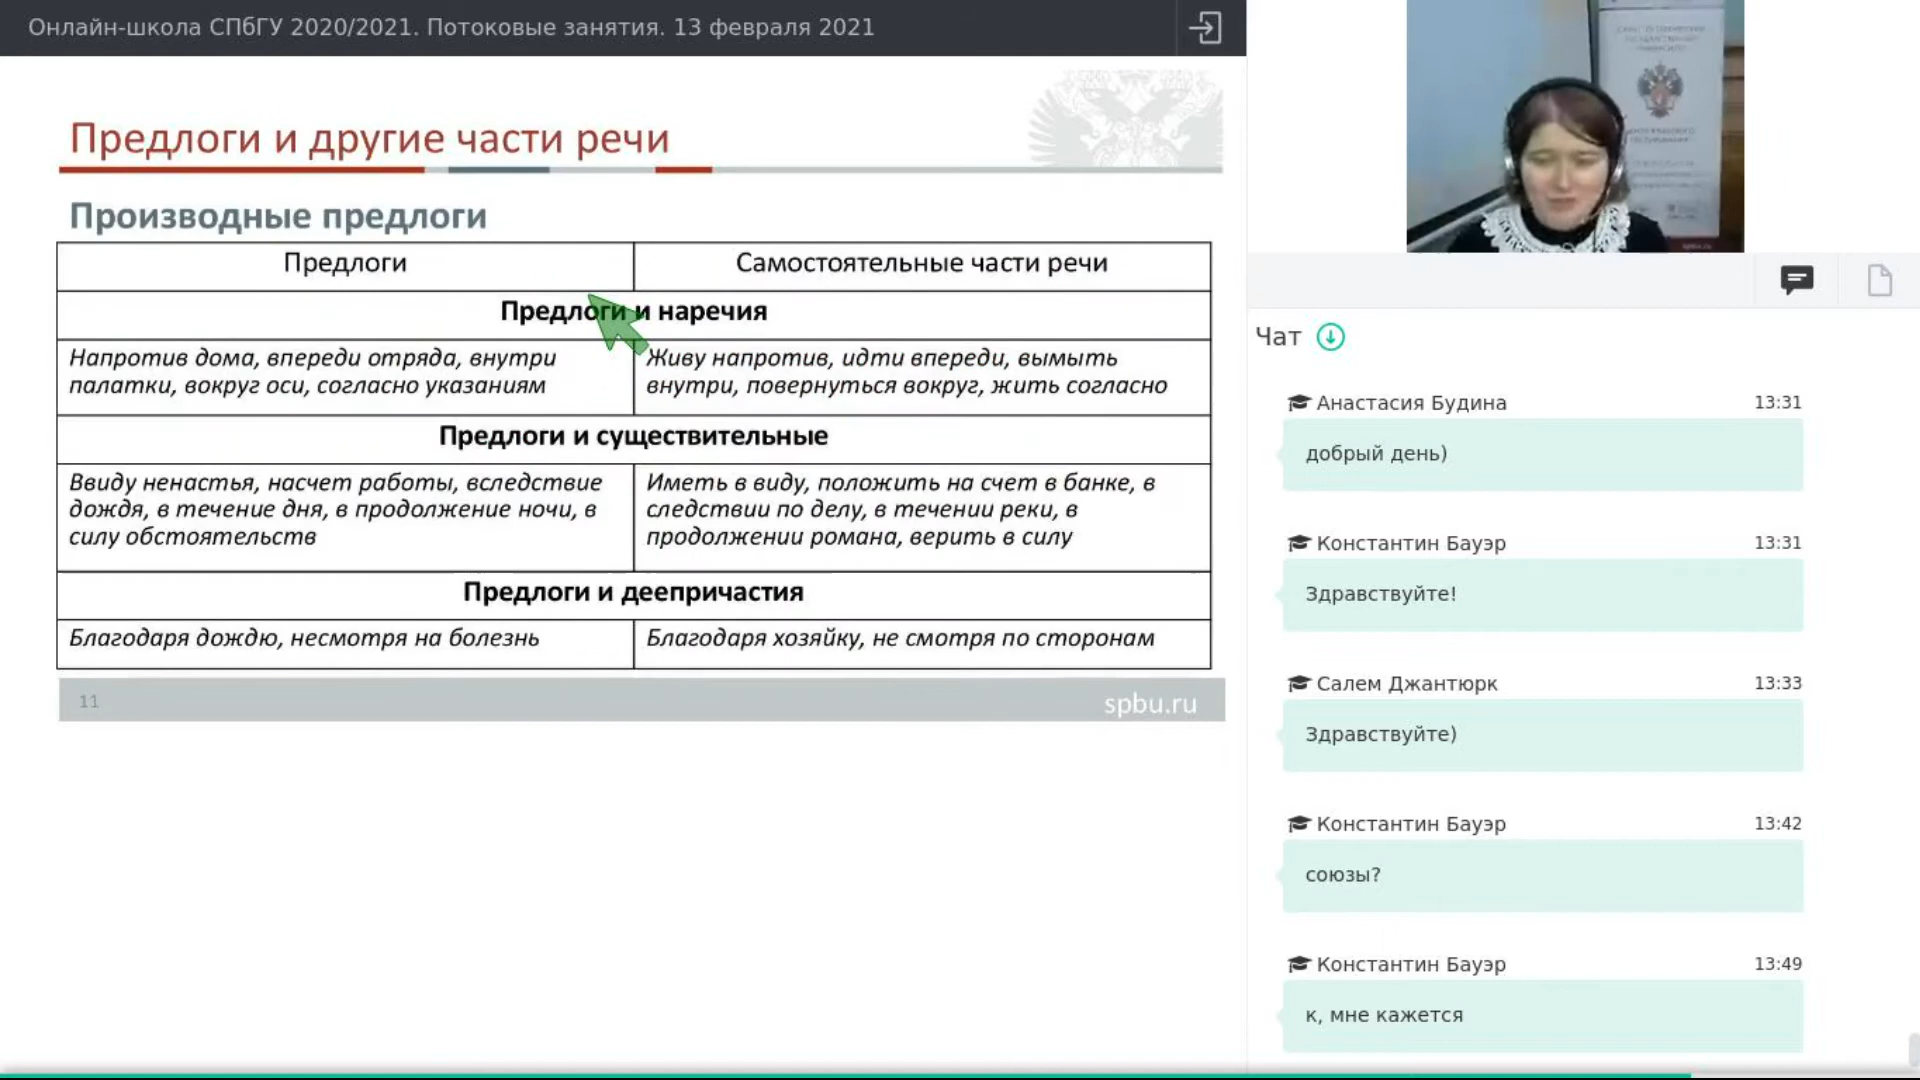 Онлайн-школа СПбГУ 2020/2021. Потоковые занятия. 13 февраля 2021
Предлоги и другие части речи
Производные предлоги
Предлоги
Самостоятельные части речи
Предлоги и наречия
Напротив дома, впереди отряда, внутри
палатки, вокруг оси, согласно указаниям
Живу напротив, идти впереди, вымыть
внутри, повернуться вокруг, жить согласно
Предлоги и существительные
Ввиду ненастья, насчет работы, вследствие
дождя, в течение дня, в продолжение ночи, в
силу обстоятельств
Иметь в виду, положить на счет в банке, в
следствии по делу, в течении реки, в
продолжении романа, верить в силу
Предлоги и деепричастия
Благодаря дождю, несмотря на болезнь
Благодаря хозяйку, не смотря по сторонам
11
spbu.ru
Чат
Анастасия Будина 13:31
добрый день)
Константин Бауэр 13:31
Здравствуйте!
Салем Джантюрк 13:33
Здравствуйте)
Константин Бауэр 13:42
союзы?
Константин Бауэр 13:49
к, мне кажется